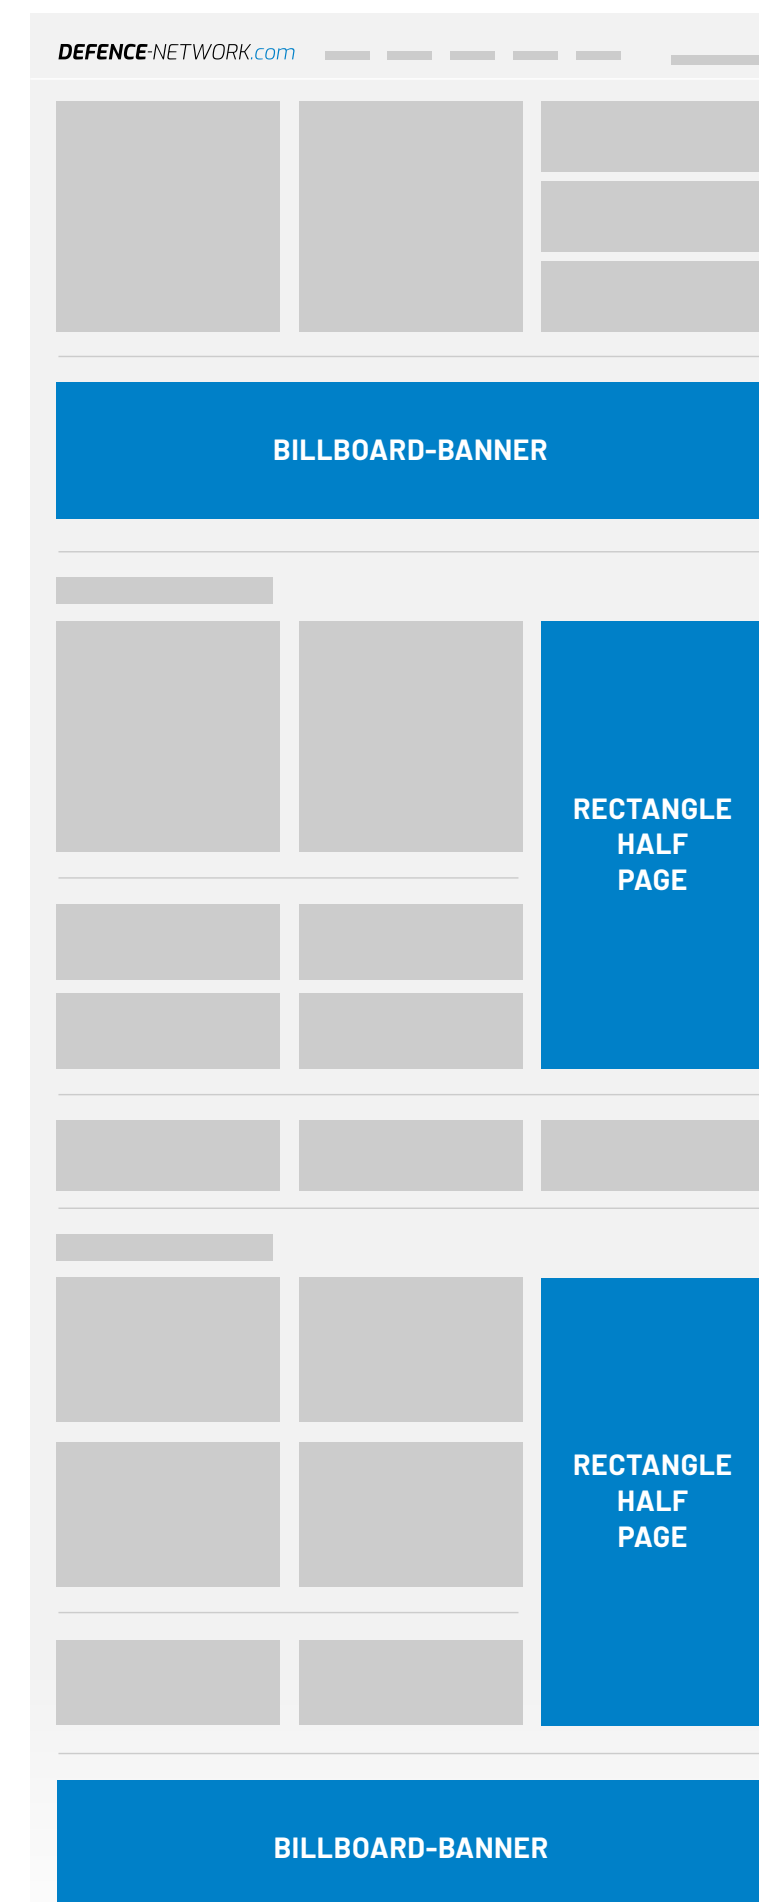 DEFENCE-NETWORK.com
BILLBOARD-BANNER
RECTANGLE
HALF
PAGE
RECTANGLE
HALF
PAGE
BILLBOARD-BANNER